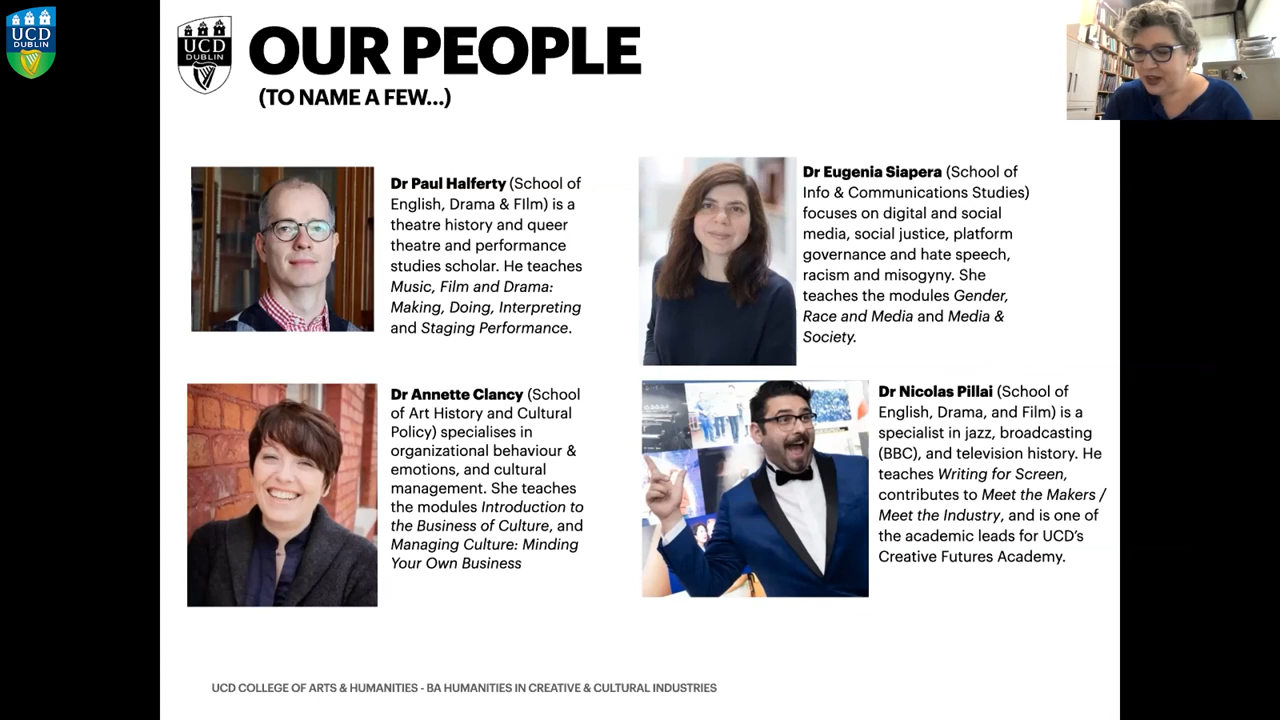 UCD
DUBLIN
UCD
DUBLIN
OUR PEOPLE
(TO NAME A FEW...)
Dr Paul Halferty (School of
English, Drama & FIlm) is a
theatre history and queer
theatre and performance
studies scholar. He teaches
Music, Film and Drama:
Making, Doing, Interpreting
and Staging Performance.
Dr Eugenia Siapera (School of
Info & Communications Studies)
focuses on digital and social
media, social justice, platform
governance and hate speech,
racism and misogyny. She
teaches the modules Gender,
Race and Media and Media &
Society.
Dr Annette Clancy (School
of Art History and Cultural
Policy) specialises in
organizational behaviour &
emotions, and cultural
management. She teaches
the modules Introduction to
the Business of Culture, and
Managing Culture: Minding
Your Own Business
Dr Nicolas Pillai (School of
English, Drama, and Film) is a
specialist in jazz, broadcasting
(BBC), and television history. He
teaches Writing for Screen,
contributes to Meet the Makers /
Meet the Industry, and is one of
the academic leads for UCD's
Creative Futures Academy.
UCD COLLEGE OF ARTS & HUMANITIES - BA HUMANITIES IN CREATIVE & CULTURAL INDUSTRIES